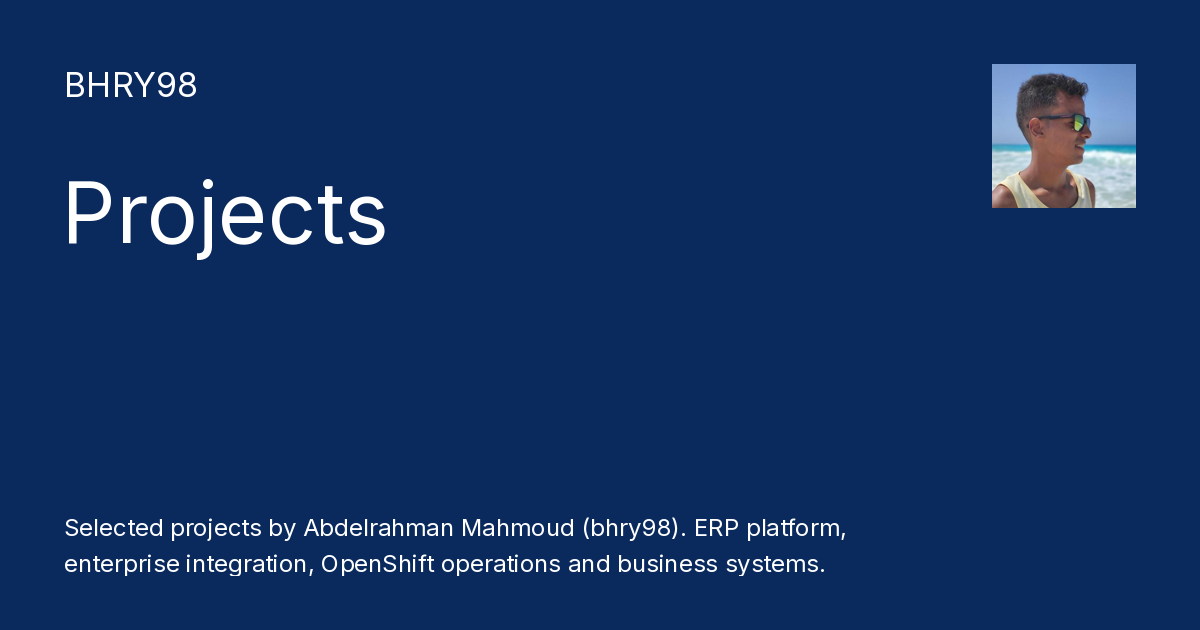 BHRY98
Projects
Selected projects by Abdelrahman Mahmoud (bhry98). ERP platform,
enterprise integration, OpenShift operations and business systems.